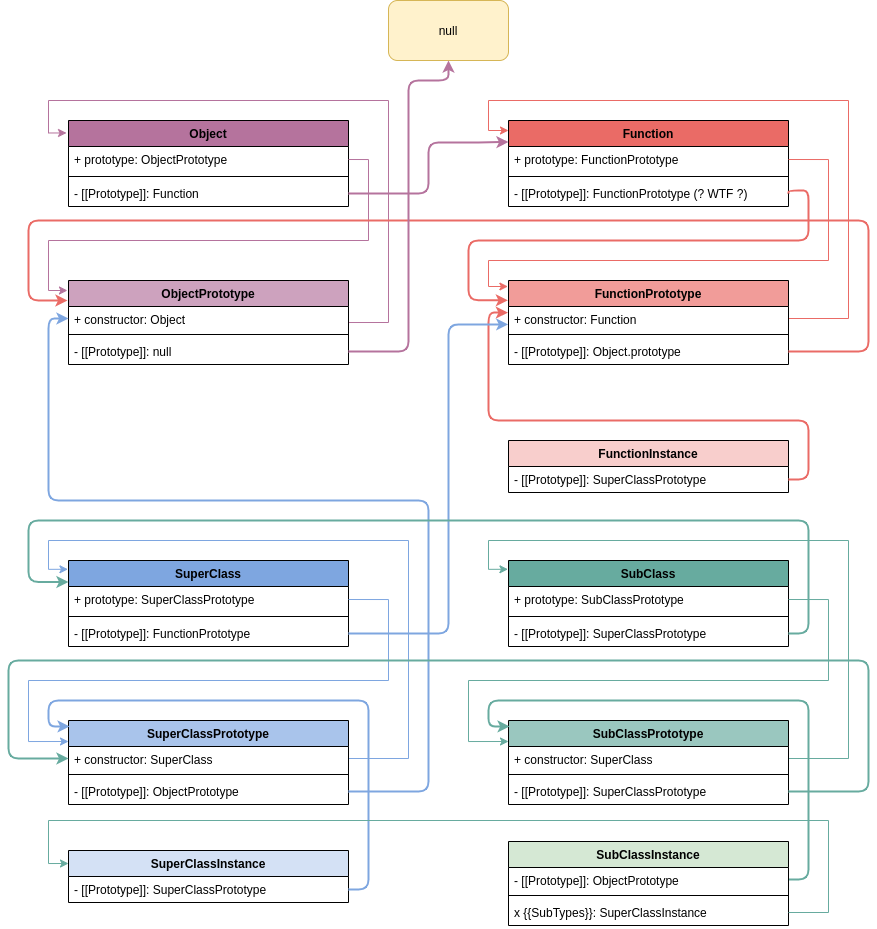 null
Object
+ prototype: ObjectPrototype
- [[Prototype]]: Function
Function
+ prototype: FunctionPrototype
- [[Prototype]]: FunctionPrototype (? WTF ?)
ObjectPrototype
+ constructor: Object
- [[Prototype]]: null
FunctionPrototype
+ constructor: Function
- [[Prototype]]: Object.prototype
FunctionInstance
- [[Prototype]]: SuperClassPrototype
SuperClass
+ prototype: SuperClassPrototype
- [[Prototype]]: FunctionPrototype
SubClass
+ prototype: SubClassPrototype
- [[Prototype]]: SuperClassPrototype
SuperClassPrototype
+ constructor: SuperClass
- [[Prototype]]: ObjectPrototype
SubClassPrototype
+ constructor: SuperClass
- [[Prototype]]: SuperClassPrototype
SuperClassInstance
- [[Prototype]]: SuperClassPrototype
SubClassInstance
- [[Prototype]]: ObjectPrototype
x {{SubTypes}}: SuperClassInstance